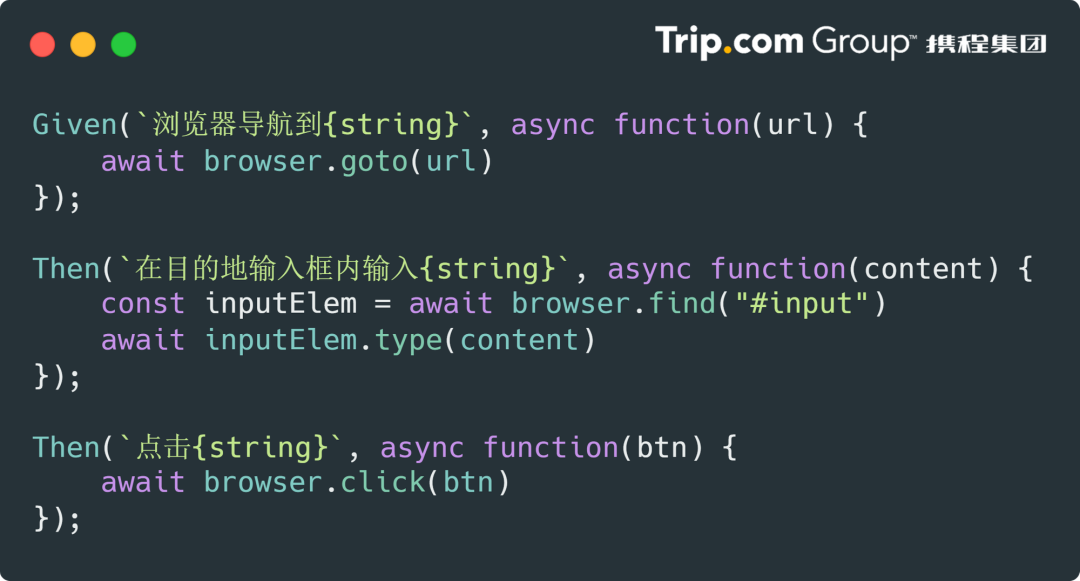 Trip.com Group™ 携程集团
Given(`浏览器导航到{string}`, async function(url) {
    await browser.goto(url)
});
Then(`在目的地输入框内输入{string}`, async function(content) {
    const inputElem = await browser.find("#input")
    await inputElem.type(content)
});
Then(`点击{string}`, async function(btn) {
    await browser.click(btn)
});